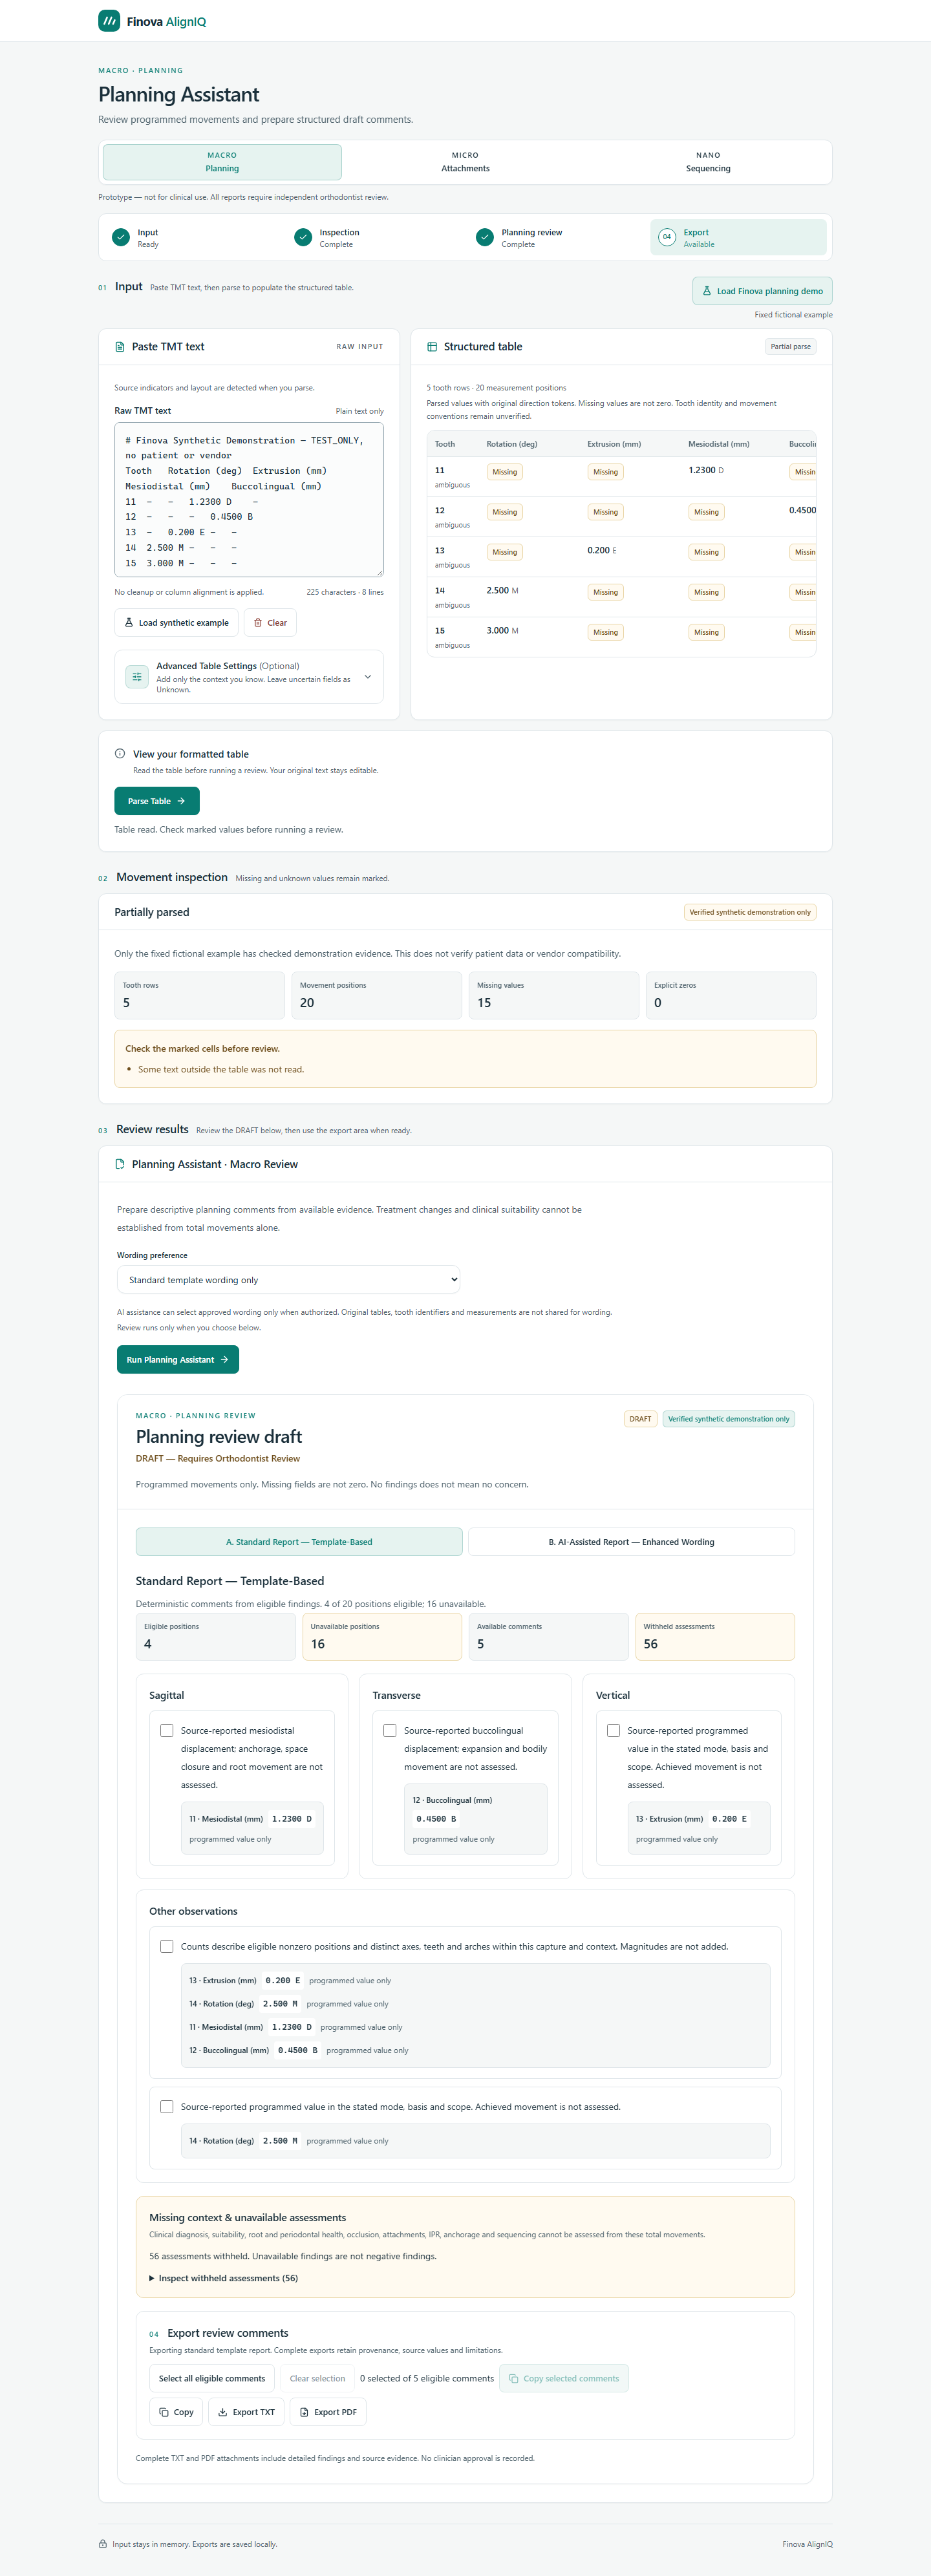 Finova AlignIQ
MACRO · PLANNING
Planning Assistant
Review programmed movements and prepare structured draft comments.
MACRO
Planning
MICRO
Attachments
NANO
Sequencing
Prototype — not for clinical use. All reports require independent orthodontist review.
Input
Ready
Inspection
Complete
Planning review
Complete
04
Export
Available
01 Input Paste TMT text, then parse to populate the structured table.
Load Finova planning demo
Fixed fictional example
Paste TMT text
RAW INPUT
Source indicators and layout are detected when you parse.
Raw TMT text
Plain text only
# Finova Synthetic Demonstration — TEST_ONLY,
no patient or vendor
Tooth Rotation (deg) Extrusion (mm)
Mesiodistal (mm) Buccolingual (mm)
11 – – 1.2300 D –
12 – – – 0.4500 B
13 – 0.200 E – –
14 2.500 M – – –
15 3.000 M – – –
No cleanup or column alignment is applied.
225 characters · 8 lines
Load synthetic example
Clear
Advanced Table Settings (Optional)
Add only the context you know. Leave uncertain fields as
Unknown.
Structured table
Partial parse
5 tooth rows · 20 measurement positions
Parsed values with original direction tokens. Missing values are not zero. Tooth identity and movement
conventions remain unverified.
Tooth Rotation (deg) Extrusion (mm) Mesiodistal (mm) Buccolin
11 Missing Missing 1.2300 D Missin
ambiguous
12 Missing Missing Missing 0.4500
ambiguous
13 Missing 0.200 E Missing Missin
ambiguous
14 2.500 M Missing Missing Missin
ambiguous
15 3.000 M Missing Missing Missin
ambiguous
View your formatted table
Read the table before running a review. Your original text stays editable.
Parse Table
Table read. Check marked values before running a review.
02 Movement inspection Missing and unknown values remain marked.
Partially parsed
Verified synthetic demonstration only
Only the fixed fictional example has checked demonstration evidence. This does not verify patient data or vendor compatibility.
Tooth rows
5
Movement positions
20
Missing values
15
Explicit zeros
0
Check the marked cells before review.
• Some text outside the table was not read.
03 Review results Review the DRAFT below, then use the export area when ready.
Planning Assistant · Macro Review
Prepare descriptive planning comments from available evidence. Treatment changes and clinical suitability cannot be
established from total movements alone.
Wording preference
Standard template wording only
AI assistance can select approved wording only when authorized. Original tables, tooth identifiers and measurements are not shared for wording.
Review runs only when you choose below.
Run Planning Assistant
MACRO · PLANNING REVIEW
DRAFT
Verified synthetic demonstration only
Planning review draft
DRAFT — Requires Orthodontist Review
Programmed movements only. Missing fields are not zero. No findings does not mean no concern.
A. Standard Report — Template-Based
B. AI-Assisted Report — Enhanced Wording
Standard Report — Template-Based
Deterministic comments from eligible findings. 4 of 20 positions eligible; 16 unavailable.
Eligible positions
4
Unavailable positions
16
Available comments
5
Withheld assessments
56
Sagittal
Source-reported mesiodistal
displacement; anchorage, space
closure and root movement are not
assessed.
11 · Mesiodistal (mm) 1.2300 D
programmed value only
Transverse
Source-reported buccolingual
displacement; expansion and bodily
movement are not assessed.
12 · Buccolingual (mm)
0.4500 B
programmed value only
Vertical
Source-reported programmed
value in the stated mode, basis and
scope. Achieved movement is not
assessed.
13 · Extrusion (mm) 0.200 E
programmed value only
Other observations
Counts describe eligible nonzero positions and distinct axes, teeth and arches within this capture and context. Magnitudes are not added.
13 · Extrusion (mm) 0.200 E programmed value only
14 · Rotation (deg) 2.500 M programmed value only
11 · Mesiodistal (mm) 1.2300 D programmed value only
12 · Buccolingual (mm) 0.4500 B programmed value only
Source-reported programmed value in the stated mode, basis and scope. Achieved movement is not assessed.
14 · Rotation (deg) 2.500 M programmed value only
Missing context & unavailable assessments
Clinical diagnosis, suitability, root and periodontal health, occlusion, attachments, IPR, anchorage and sequencing cannot be assessed from these total movements.
56 assessments withheld. Unavailable findings are not negative findings.
Inspect withheld assessments (56)
04 Export review comments
Exporting standard template report. Complete exports retain provenance, source values and limitations.
Select all eligible comments
Clear selection
0 selected of 5 eligible comments
Copy selected comments
Copy
Export TXT
Export PDF
Complete TXT and PDF attachments include detailed findings and source evidence. No clinician approval is recorded.
Input stays in memory. Exports are saved locally.
Finova AlignIQ